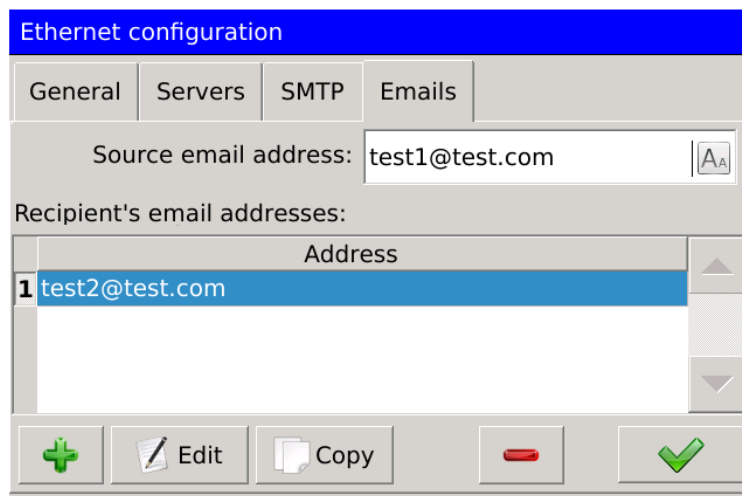 Ethernet configuration
General Servers SMTP Emails
Source email address: test1@test.com AA
Recipient's email addresses:
Address
1 test2@test.com
Edit Copy